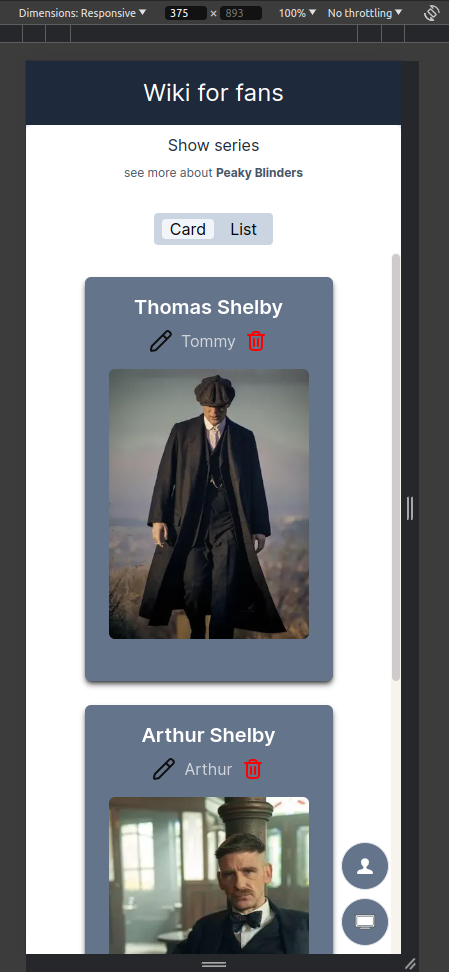 Dimensions: Responsive ▼ 375 × 893 100% ▼ No throttling ▼
Wiki for fans
Show series
see more about Peaky Blinders
Card List
Thomas Shelby
Tommy
Arthur Shelby
Arthur